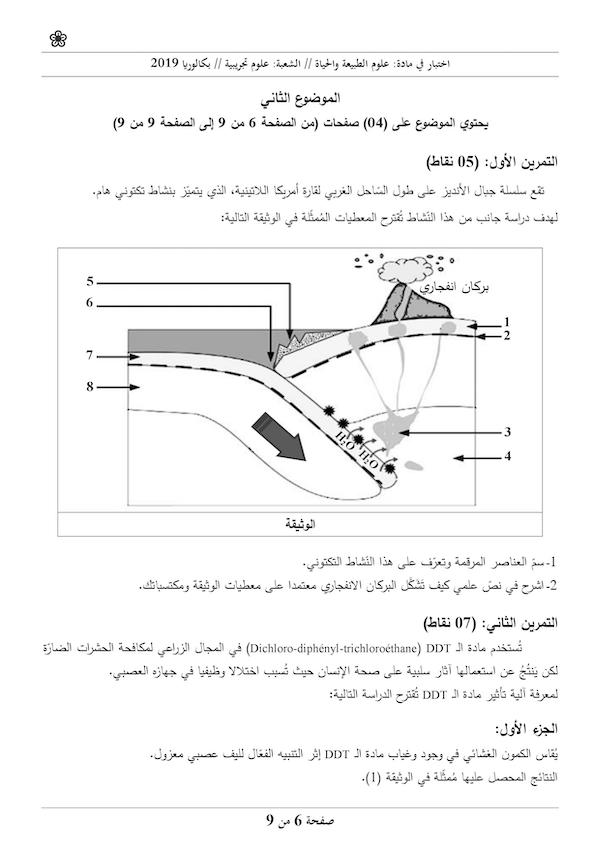 اختبار في مادة: علوم الطبيعة والحياة // الشعبة: علوم تجريبية // بكالوريا 2019
الموضوع الثاني
يحتوي الموضوع على (04) صفحات (من الصفحة 6 من 9 إلى الصفحة 9 من 9)
التمرين الأول: (05 نقاط)
تقع سلسلة جبال الأنديز على طول السّاحل الغربي لقارة أمريكا اللاتينية، الذي يتميّز بنشاط تكتوني هام.
لهدف دراسة جانب من هذا النّشاط تُقترح المعطيات المُمثّلة في الوثيقة التالية:
بركان انفجاري
5
6
7
8
1
2
3
4
H₂O
H₂O
الوثيقة
1- سمّ العناصر المرقمة وتعرّف على هذا النّشاط التكتوني.
2- اشرح في نصّ علمي كيف تَشكّل البركان الانفجاري معتمدا على معطيات الوثيقة ومكتسباتك.
التمرين الثاني: (07 نقاط)
تُستخدم مادة الـ DDT (Dichloro-diphényl-trichloroéthane) في المجال الزراعي لمكافحة الحشرات الضارّة
لكن يَنتُجُ عن استعمالها آثار سلبية على صحة الإنسان حيث تُسبب اختلالا وظيفيا في جهازه العصبي.
لمعرفة آلية تأثير مادة الـ DDT تُقترح الدراسة التالية:
الجزء الأول:
يُقاس الكمون الغشائي في وجود وغياب مادة الـ DDT إثر التنبيه الفعّال لليف عصبي معزول.
النتائج المحصل عليها مُمثّلة في الوثيقة (1).
صفحة 6 من 9